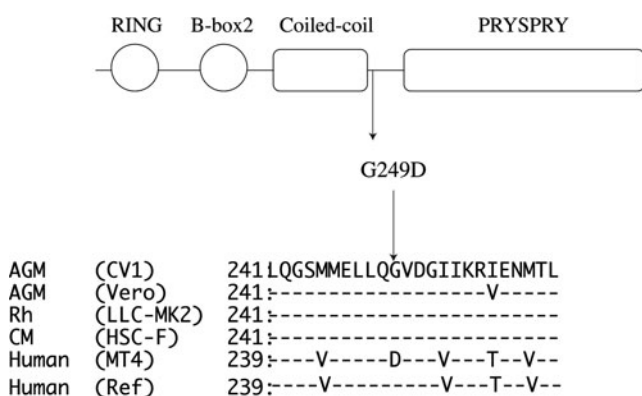 RING B-box2 Coiled-coil PRYSPRY
G249D
AGM (CV1) 241:LQGSMMELLQGVDGIIKRIENMTL
AGM (Vero) 241:------------------V-----
Rh (LLC-MK2) 241:------------------------
CM (HSC-F) 241:------------------------
Human (MT4) 239:----V-----D---V---T--V--
Human (Ref) 239:----V---------V---T--V--